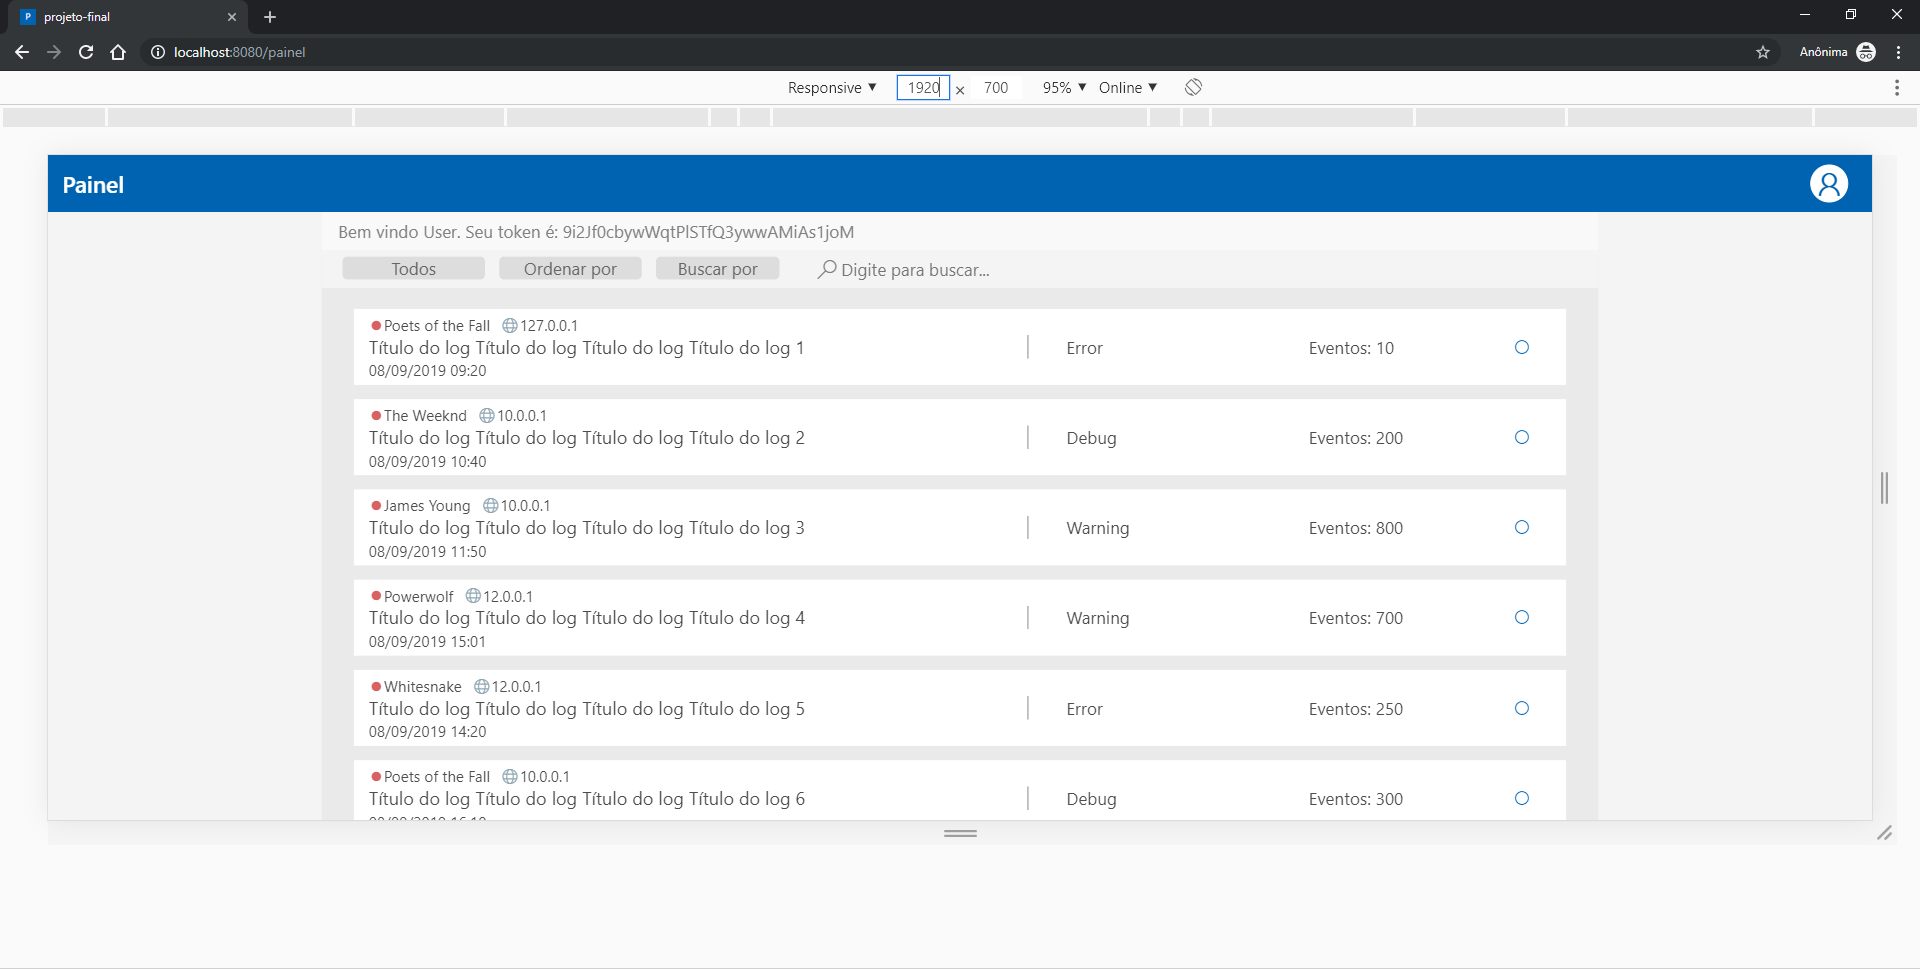 P projeto-final
localhost:8080/painel
Anônima
Responsive 1920 × 700 95% Online
Painel
Bem vindo User. Seu token é: 9i2Jf0cbywWqtPlSTfQ3ywwAMiAs1joM
Todos Ordenar por Buscar por Digite para buscar...
Poets of the Fall 127.0.0.1
Título do log Título do log Título do log Título do log 1 Error Eventos: 10
08/09/2019 09:20
The Weeknd 10.0.0.1
Título do log Título do log Título do log Título do log 2 Debug Eventos: 200
08/09/2019 10:40
James Young 10.0.0.1
Título do log Título do log Título do log Título do log 3 Warning Eventos: 800
08/09/2019 11:50
Powerwolf 12.0.0.1
Título do log Título do log Título do log Título do log 4 Warning Eventos: 700
08/09/2019 15:01
Whitesnake 12.0.0.1
Título do log Título do log Título do log Título do log 5 Error Eventos: 250
08/09/2019 14:20
Poets of the Fall 10.0.0.1
Título do log Título do log Título do log Título do log 6 Debug Eventos: 300